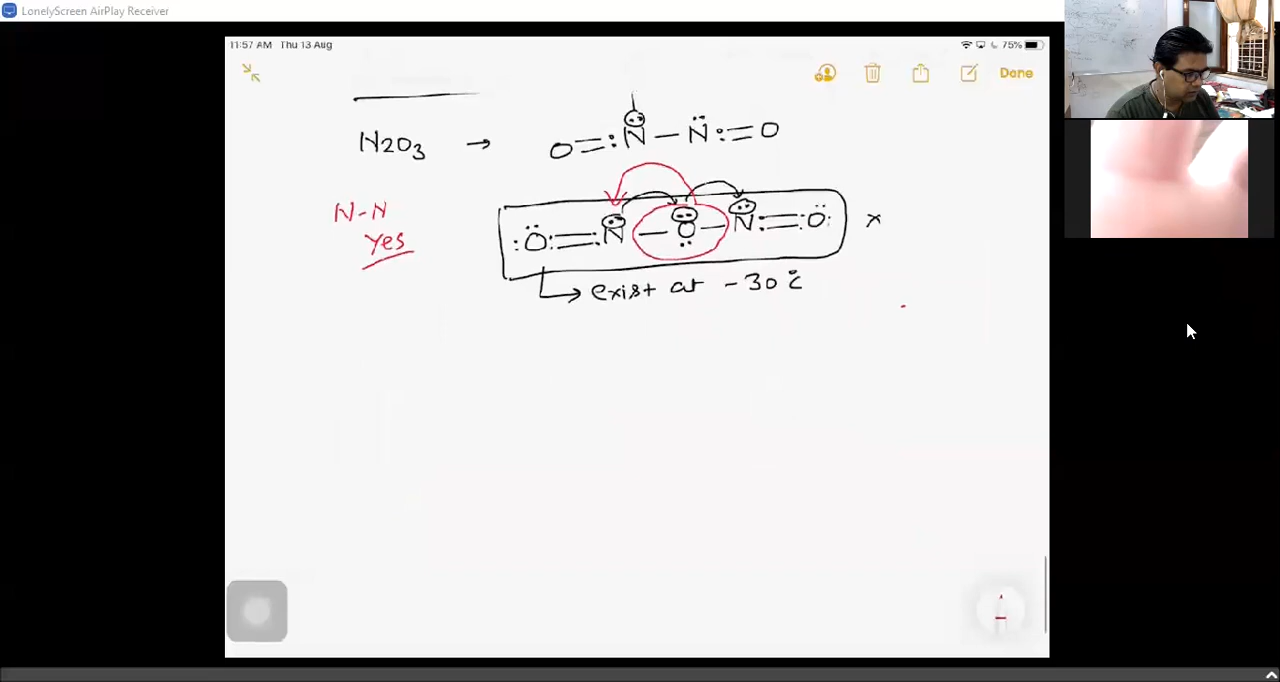 LonelyScreen AirPlay Receiver
11:57 AM Thu 13 Aug
75%
Done
N2O3 → O=:N̈—N̈:=O
N-N
Yes
:Ö:=:N̈—Ö̤—N̈:=:Ö: ×
→ exist at -30°C